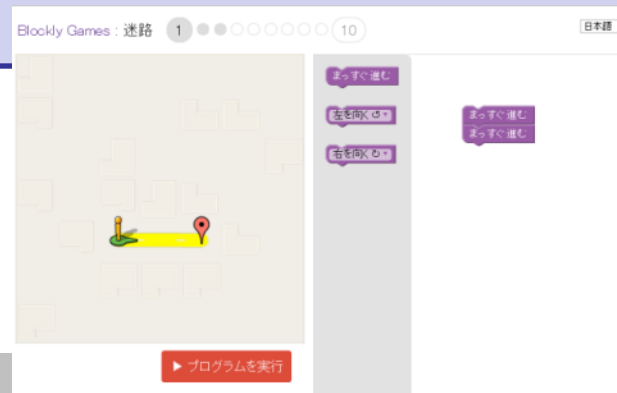 Blockly Games : 迷路 1 10
日本語
まっすぐ進む
左を向く ↺ ▾
右を向く ↻ ▾
まっすぐ進む
まっすぐ進む
▶ プログラムを実行